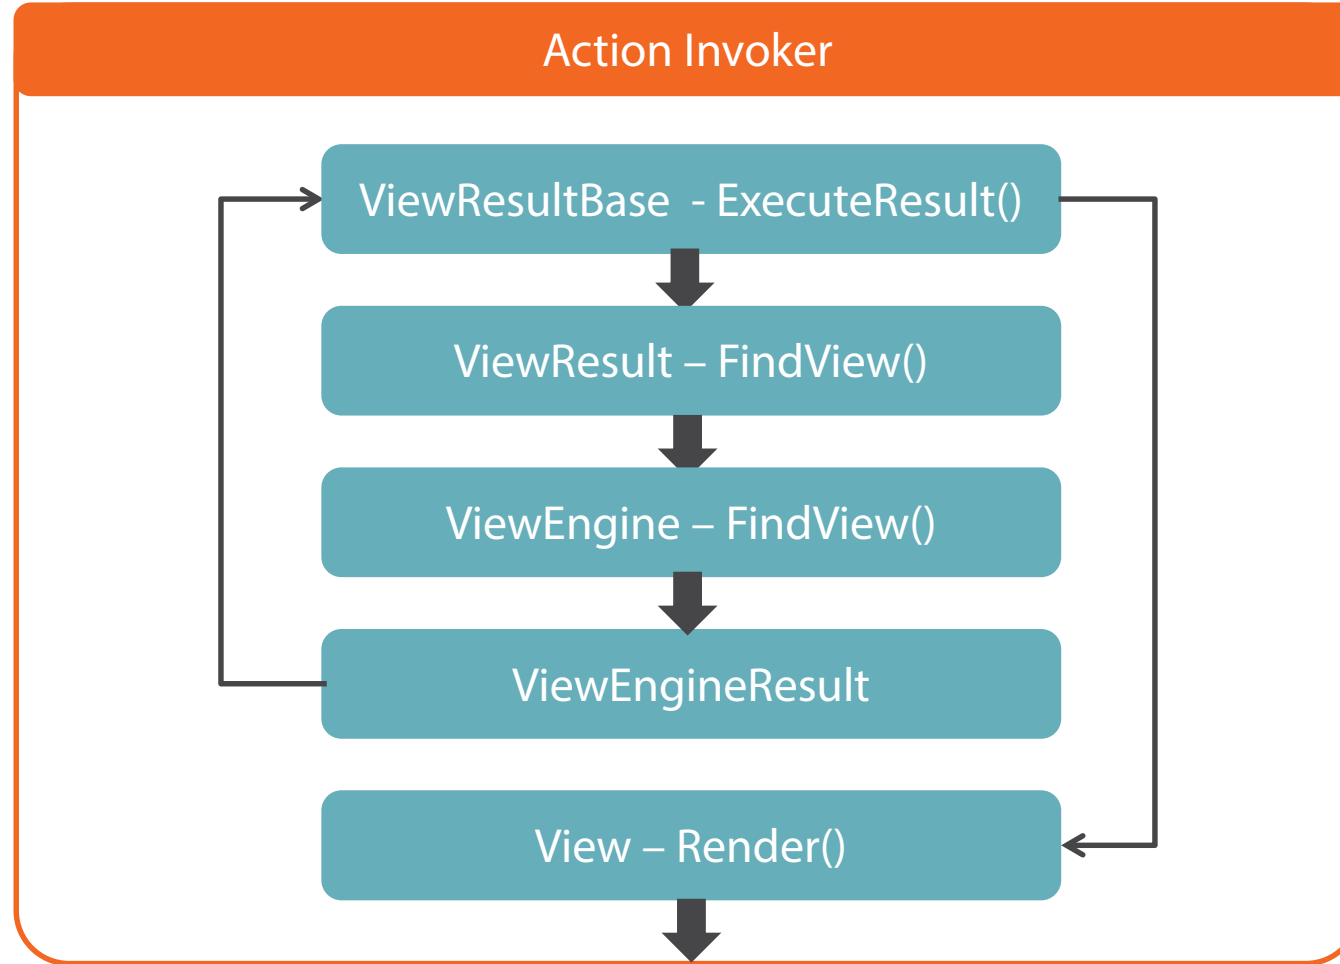 Action Invoker
ViewResultBase - ExecuteResult()
ViewResult – FindView()
ViewEngine – FindView()
ViewEngineResult
View – Render()